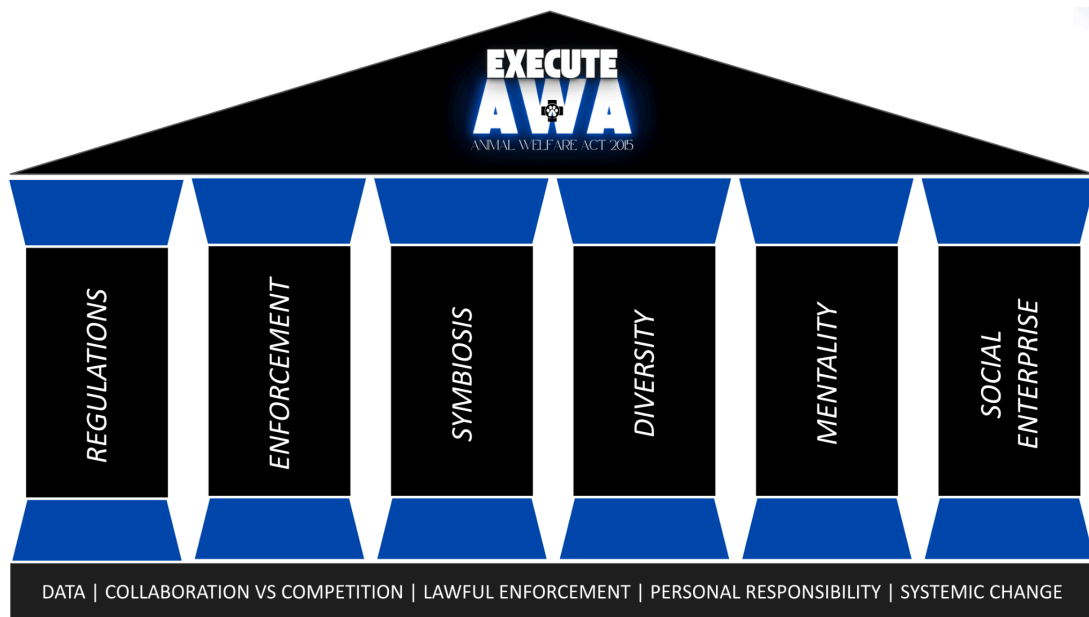 EXECUTE
AWA
ANIMAL WELFARE ACT 2015
REGULATIONS
ENFORCEMENT
SYMBIOSIS
DIVERSITY
MENTALITY
SOCIAL
ENTERPRISE
DATA | COLLABORATION VS COMPETITION | LAWFUL ENFORCEMENT | PERSONAL RESPONSIBILITY | SYSTEMIC CHANGE